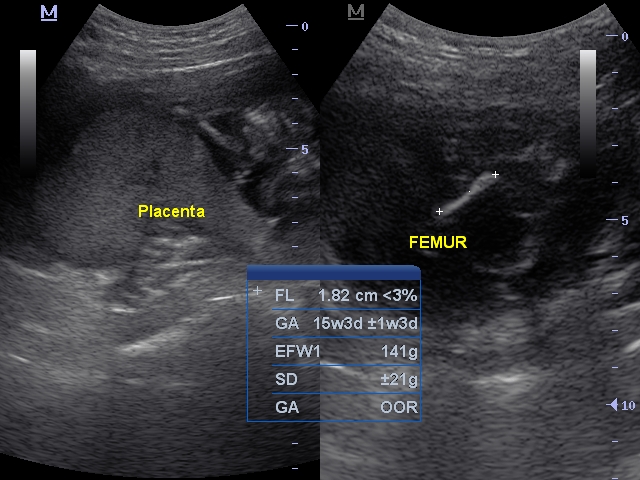 M
M
0
0
5
Placenta
5
FEMUR
FL 1.82 cm <3%
GA 15w3d ±1w3d
EFW1 141g
SD ±21g
GA OOR
10